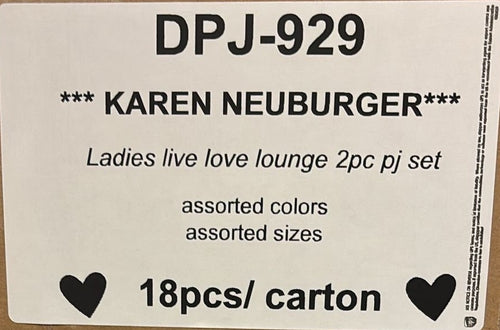 DPJ-929
*** KAREN NEUBURGER***
Ladies live love lounge 2pc pj set
assorted colors
assorted sizes
18pcs/ carton